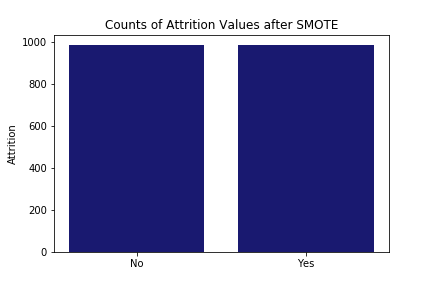 Counts of Attrition Values after SMOTE
1000
800
600
400
200
0
Attrition
No
Yes